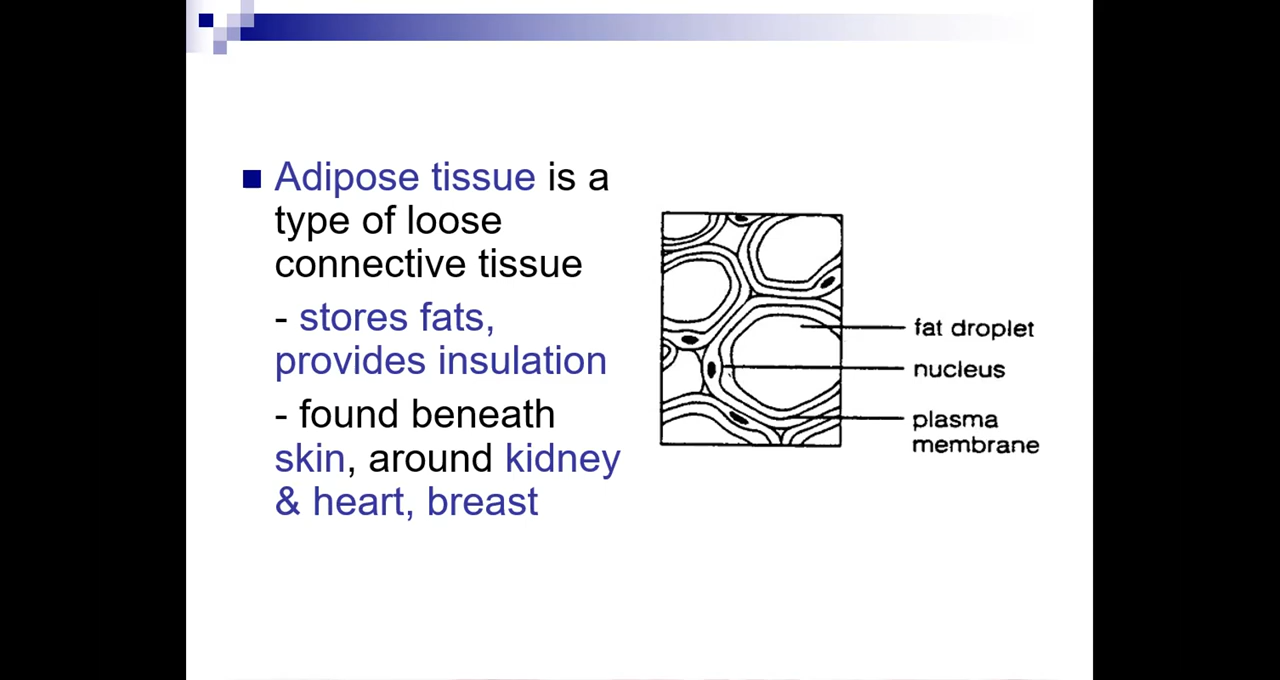 Adipose tissue is a
type of loose
connective tissue
- stores fats,
provides insulation
- found beneath
skin, around kidney
& heart, breast
fat droplet
nucleus
plasma
membrane